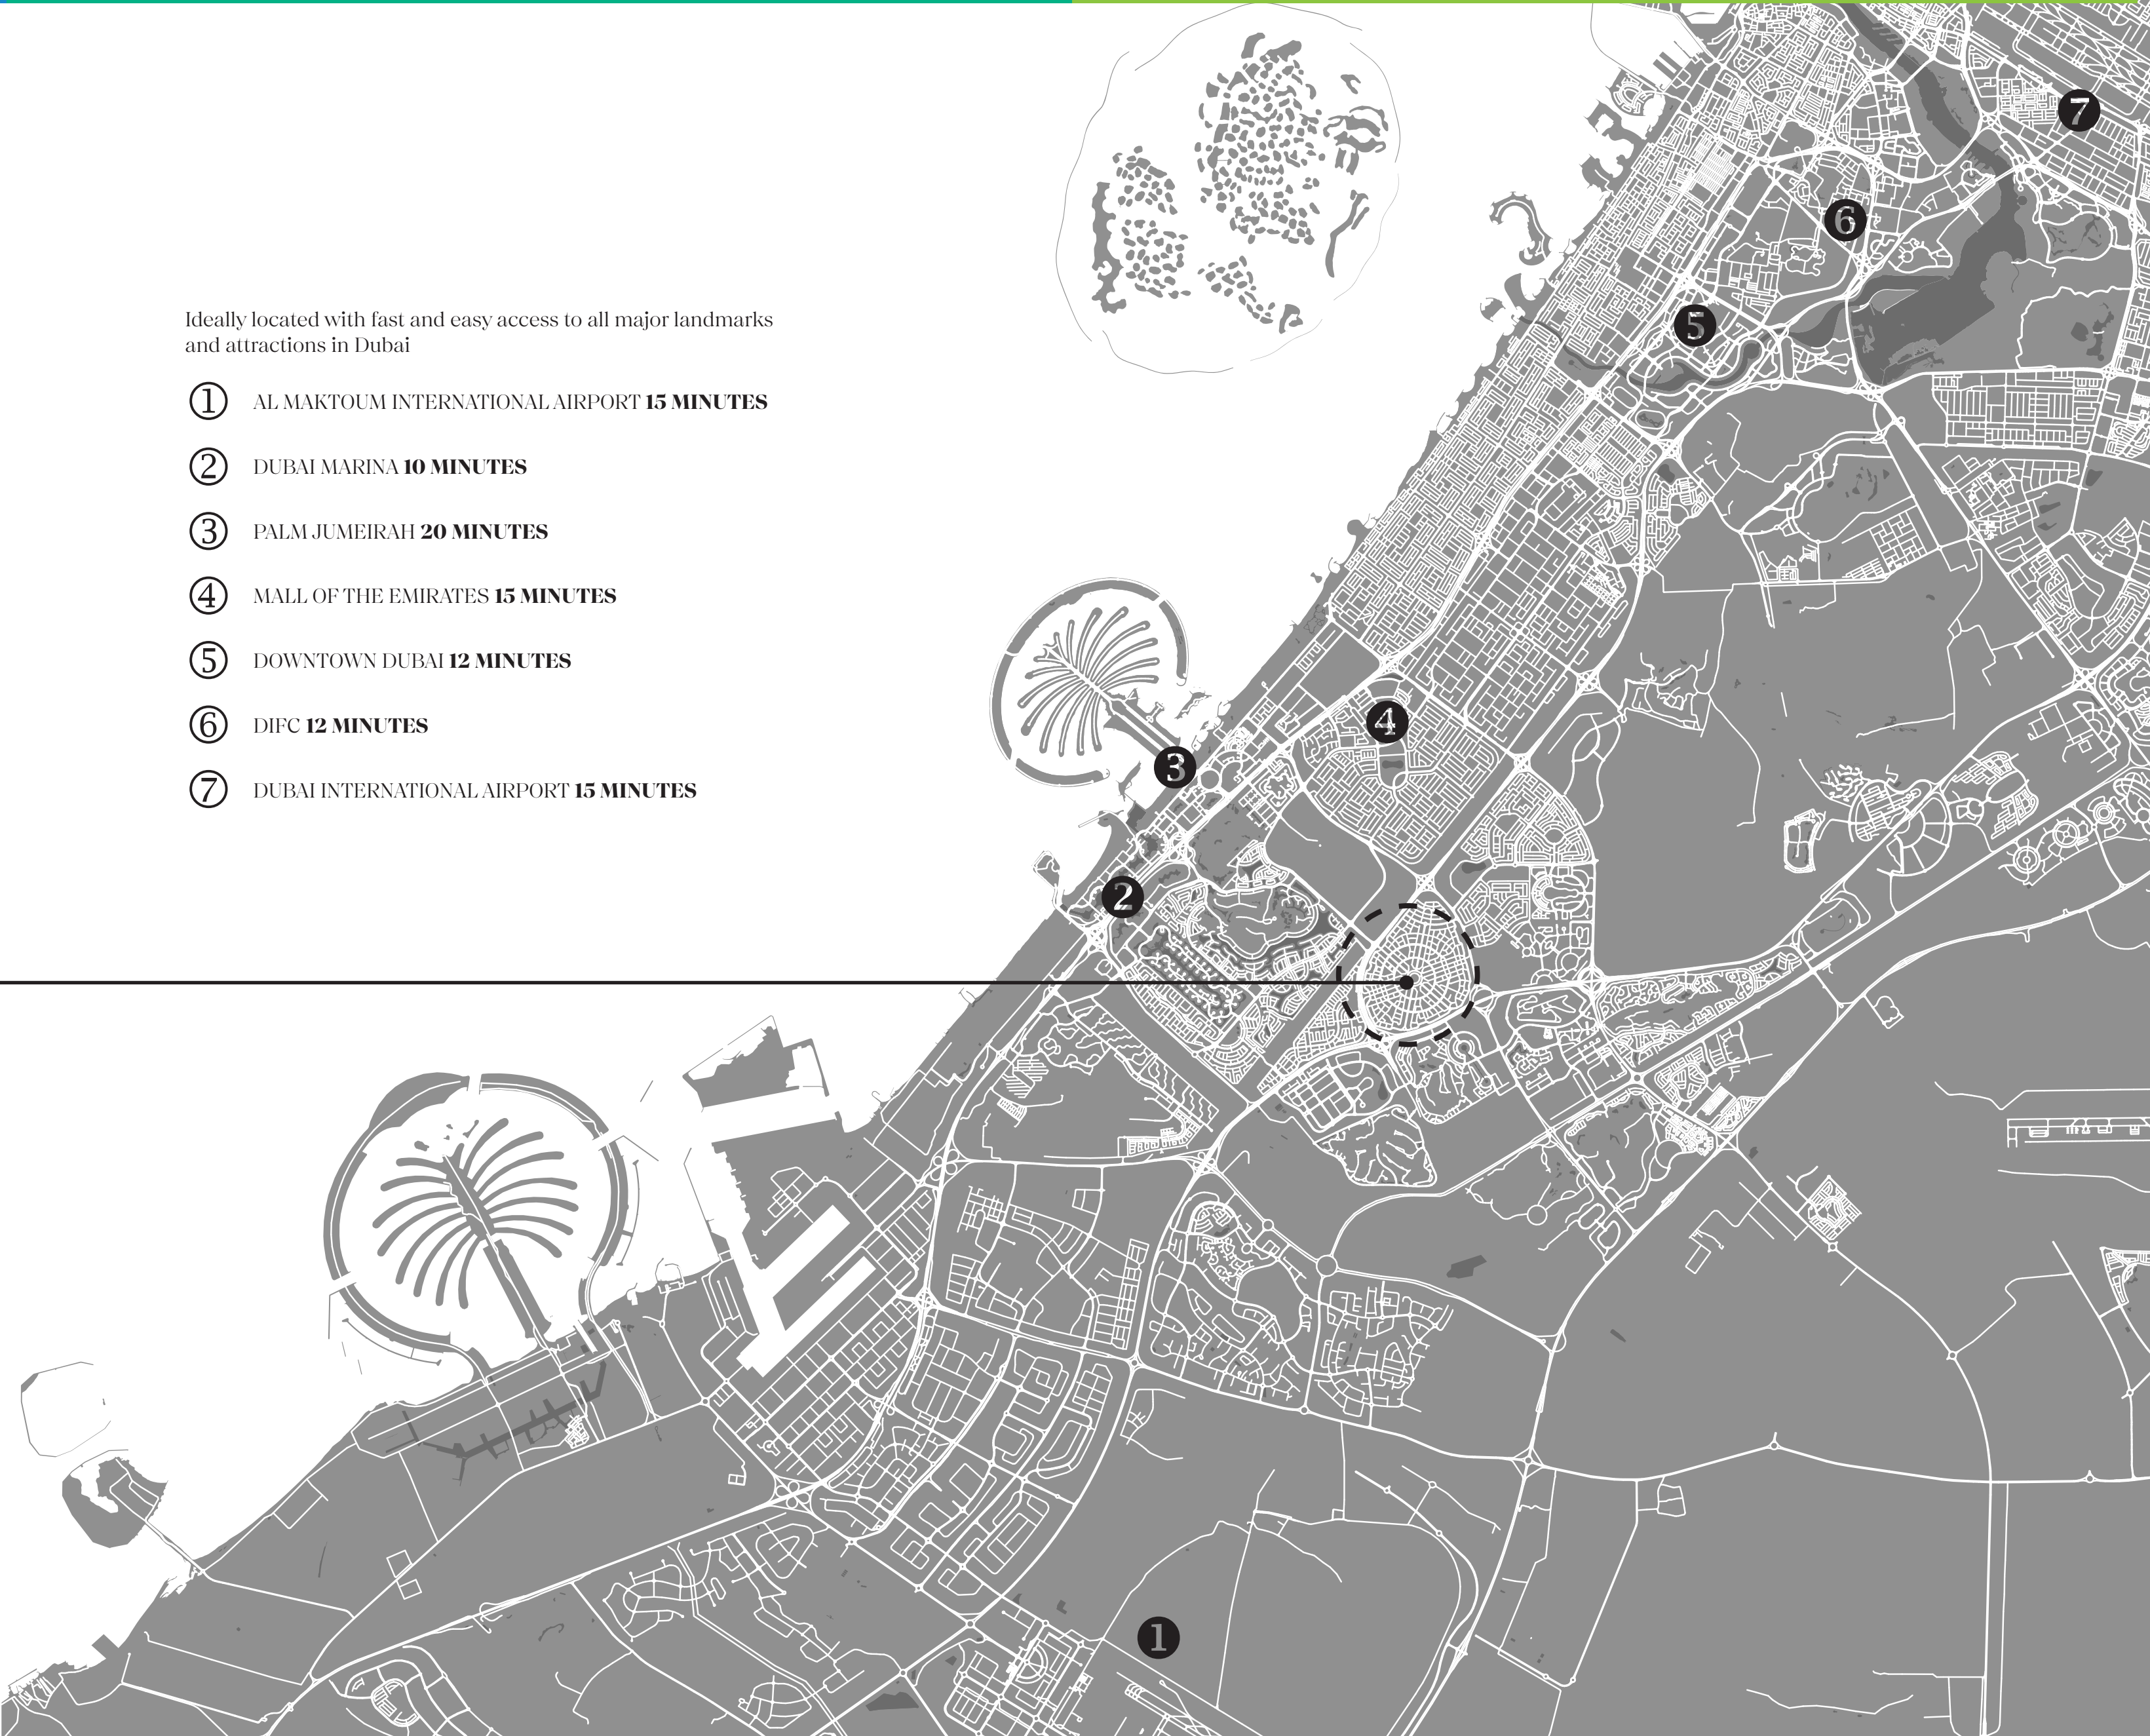 Ideally located with fast and easy access to all major landmarks
and attractions in Dubai
1 AL MAKTOUM INTERNATIONAL AIRPORT 15 MINUTES
2 DUBAI MARINA 10 MINUTES
3 PALM JUMEIRAH 20 MINUTES
4 MALL OF THE EMIRATES 15 MINUTES
5 DOWNTOWN DUBAI 12 MINUTES
6 DIFC 12 MINUTES
7 DUBAI INTERNATIONAL AIRPORT 15 MINUTES
7
6
5
4
3
2
1